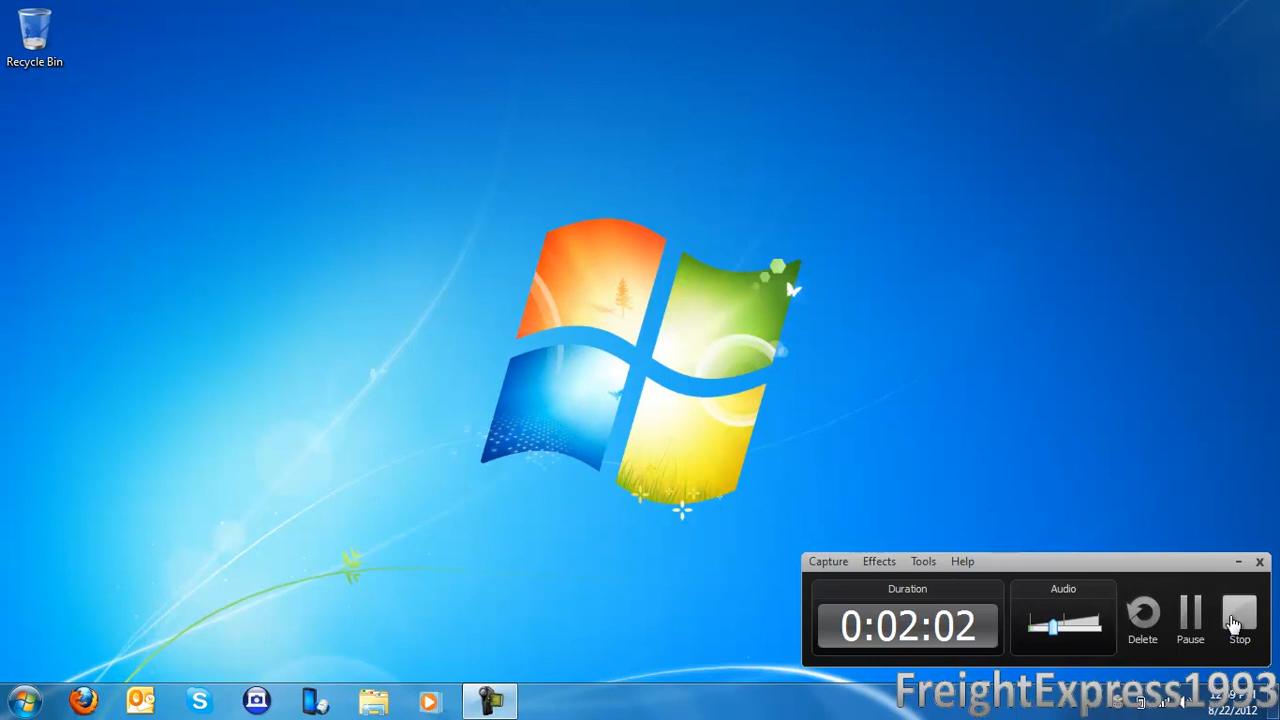 Recycle Bin
Capture Effects Tools Help
Duration
Audio
0:02:02
Delete
Pause
Stop
FreightExpress1993
8/22/2012